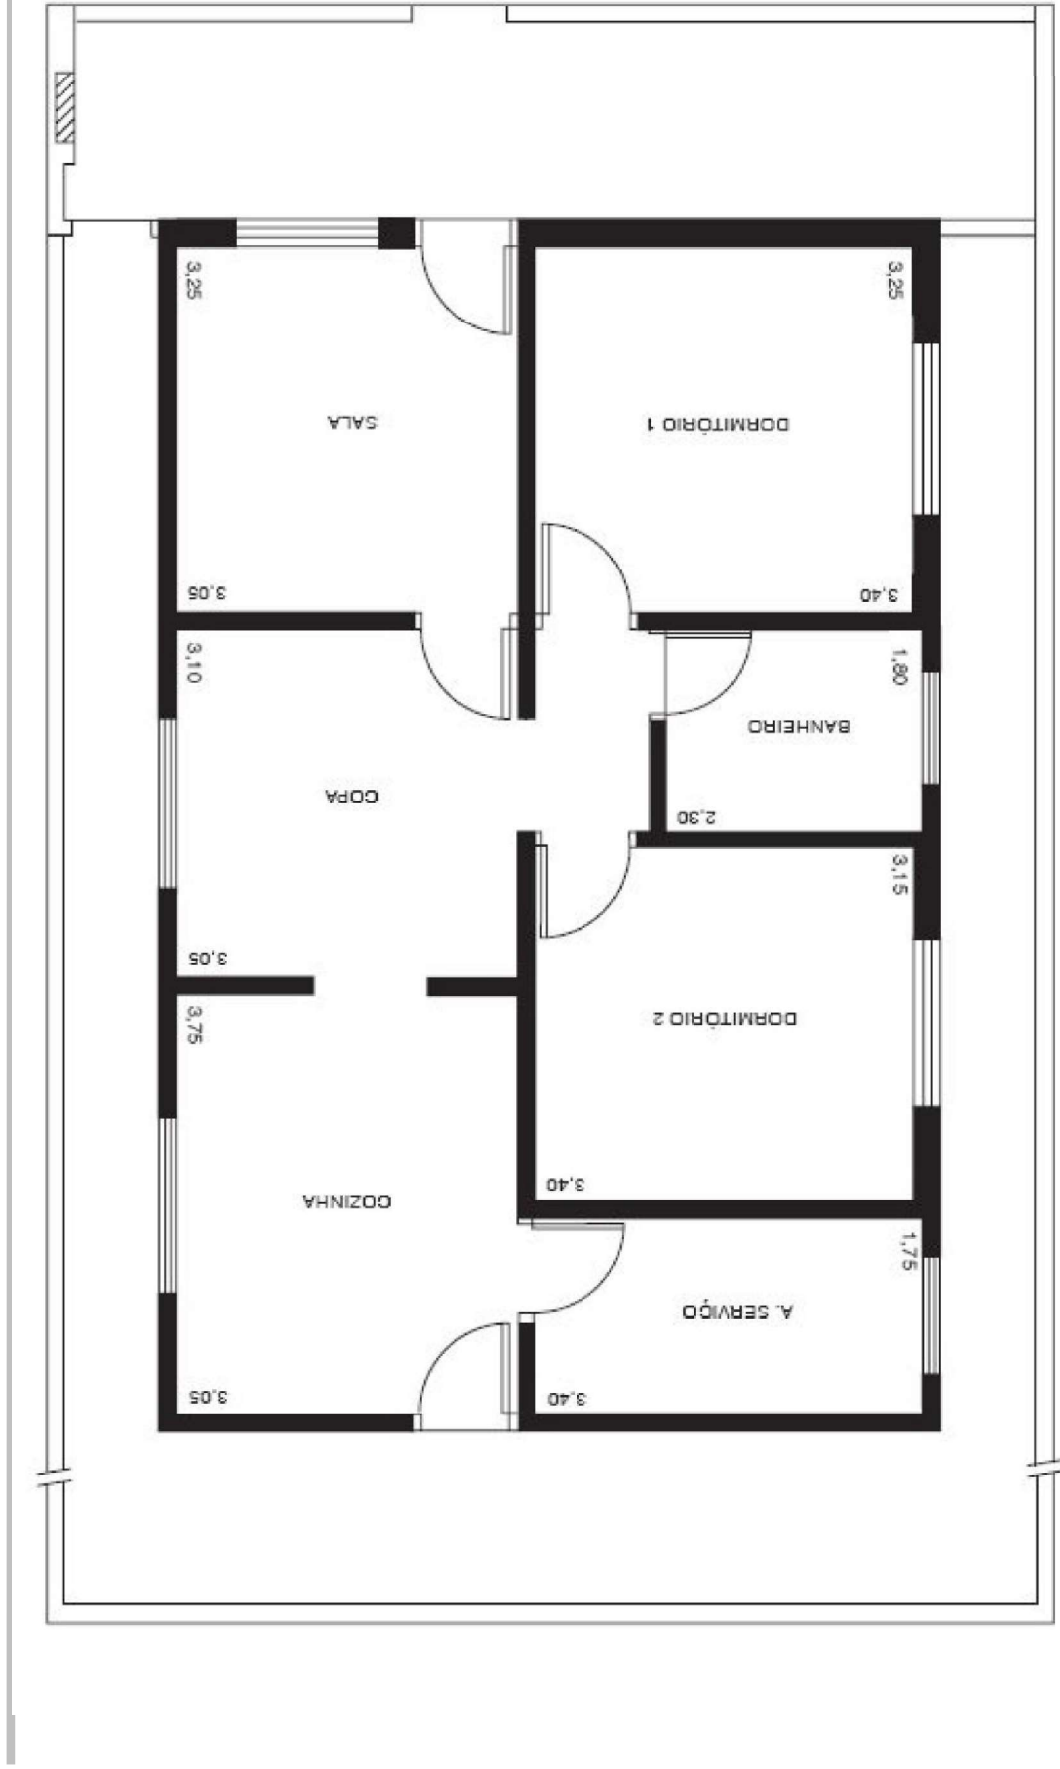 3,40
3,05
A. SERVIÇO
1,75
COZINHA
3,40
DORMITÓRIO 2
3,75
3,05
3,15
2,30
COPA
BANHEIRO
1,80
3,10
3,40
3,05
DORMITÓRIO 1
SALA
3,25
3,25